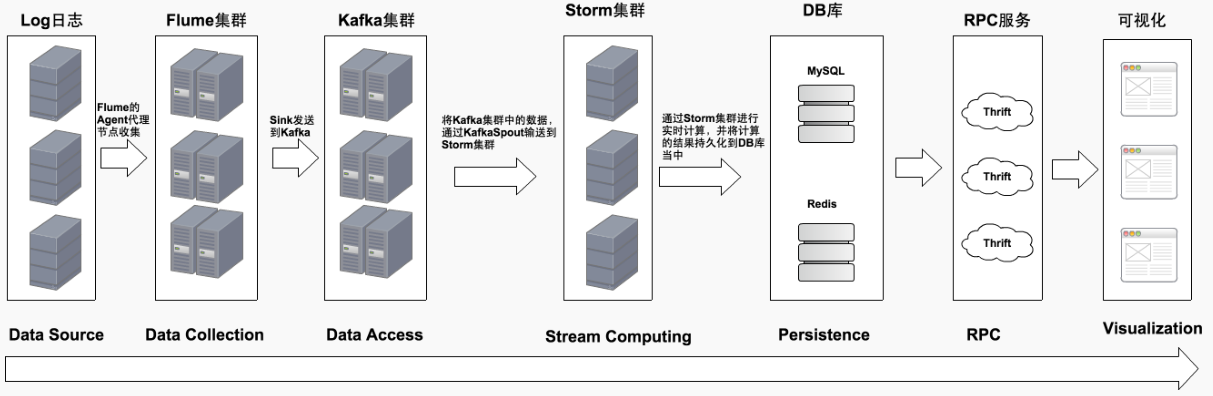 Log日志
Flume集群
Kafka集群
Storm集群
DB库
RPC服务
可视化
Flume的
Agent代理
节点收集
Sink发送
到Kafka
将Kafka集群中的数据，
通过KafkaSpout输送到
Storm集群
通过Storm集群进行
实时计算，并将计算
的结果持久化到DB库
当中
MySQL
Redis
Thrift
Thrift
Thrift
Data Source
Data Collection
Data Access
Stream Computing
Persistence
RPC
Visualization